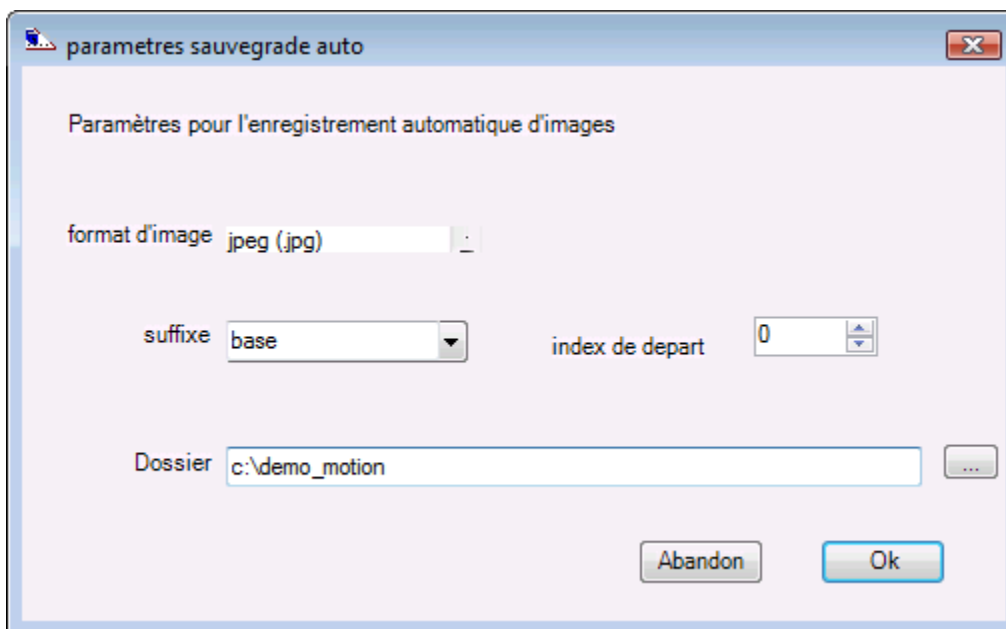 parametres sauvegrade auto
Paramètres pour l'enregistrement automatique d'images
format d'image jpeg (.jpg)
suffixe base index de depart 0
Dossier c:\demo_motion ...
Abandon Ok